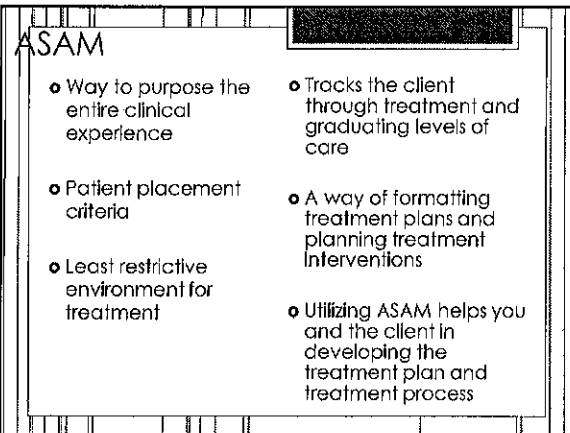 ASAM
o Way to purpose the
entire clinical
experience
o Patient placement
criteria
o Least restrictive
environment for
treatment
o Tracks the client
through treatment and
graduating levels of
care
o A way of formatting
treatment plans and
planning treatment
interventions
o Utilizing ASAM helps you
and the client in
developing the
treatment plan and
treatment process